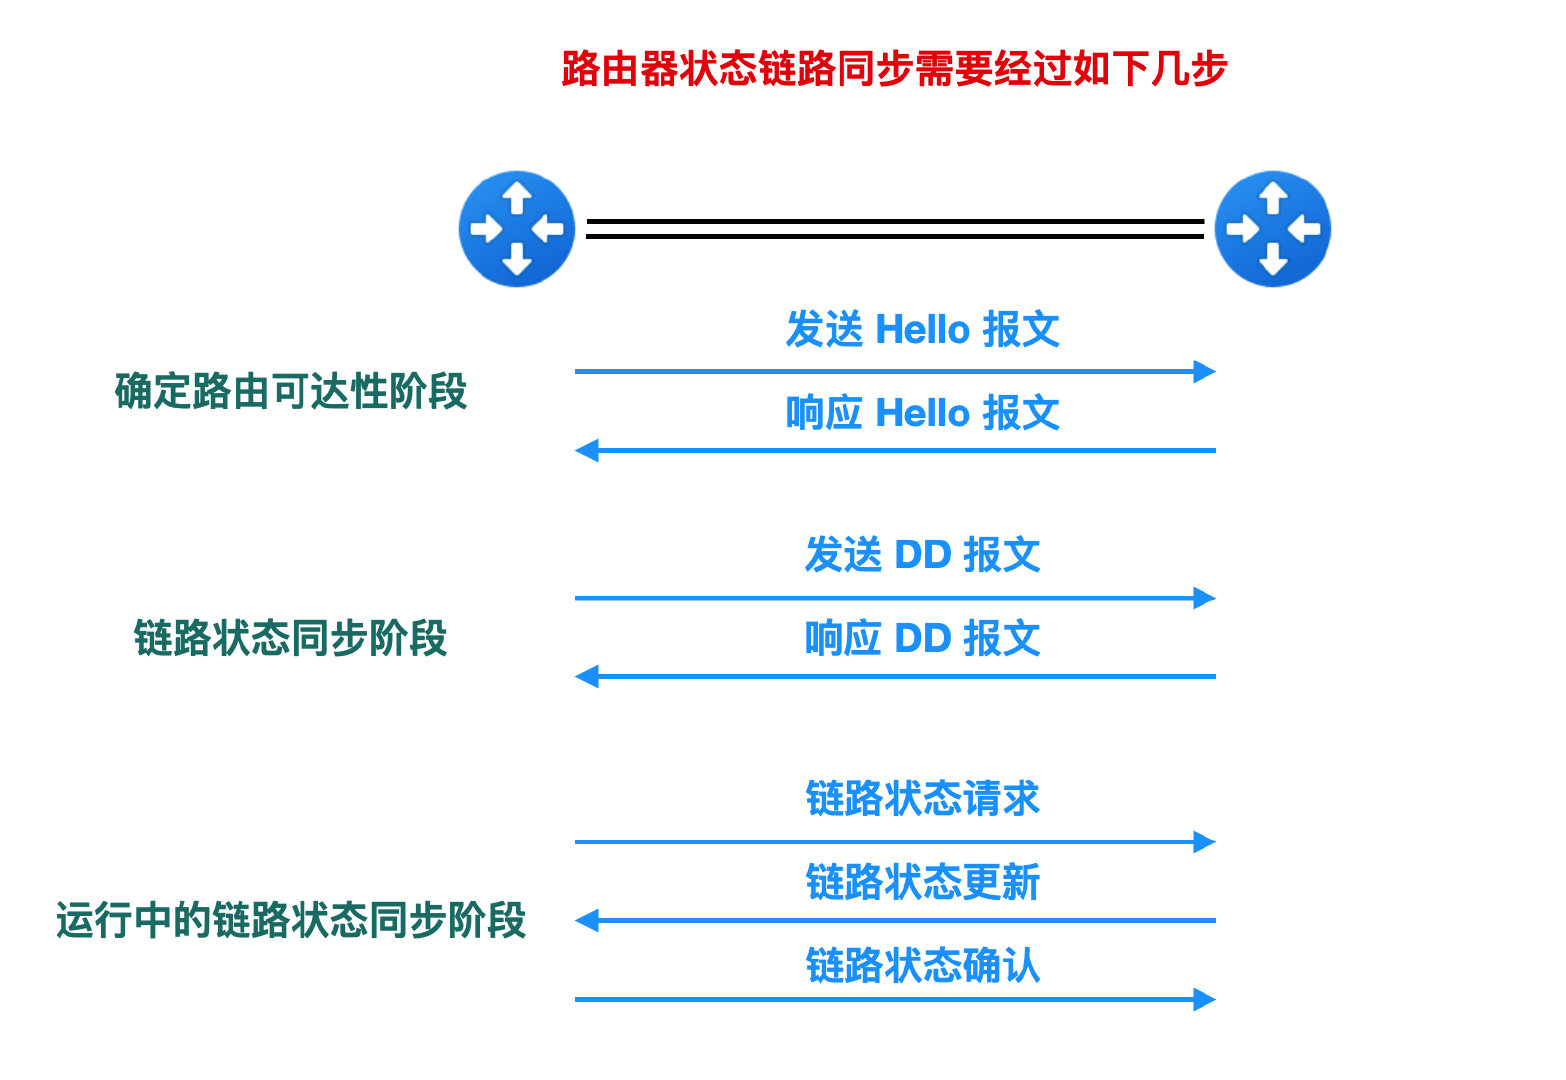 路由器状态链路同步需要经过如下几步
发送 Hello 报文
确定路由可达性阶段
响应 Hello 报文
发送 DD 报文
链路状态同步阶段
响应 DD 报文
链路状态请求
链路状态更新
运行中的链路状态同步阶段
链路状态确认